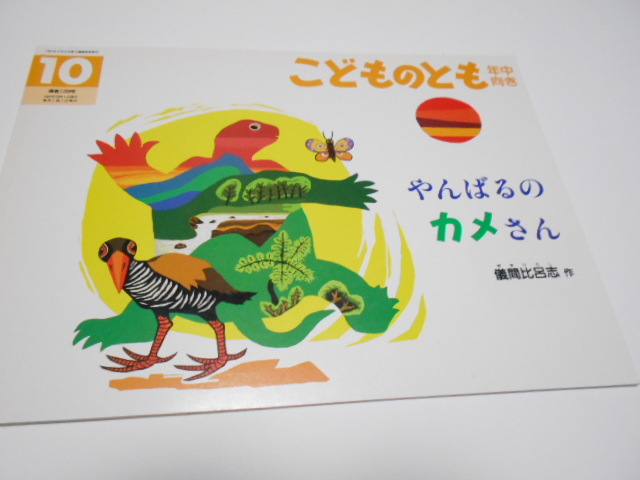 10
こどものとも
年中
向き
やんばるの
カメさん
儀間比呂志 作